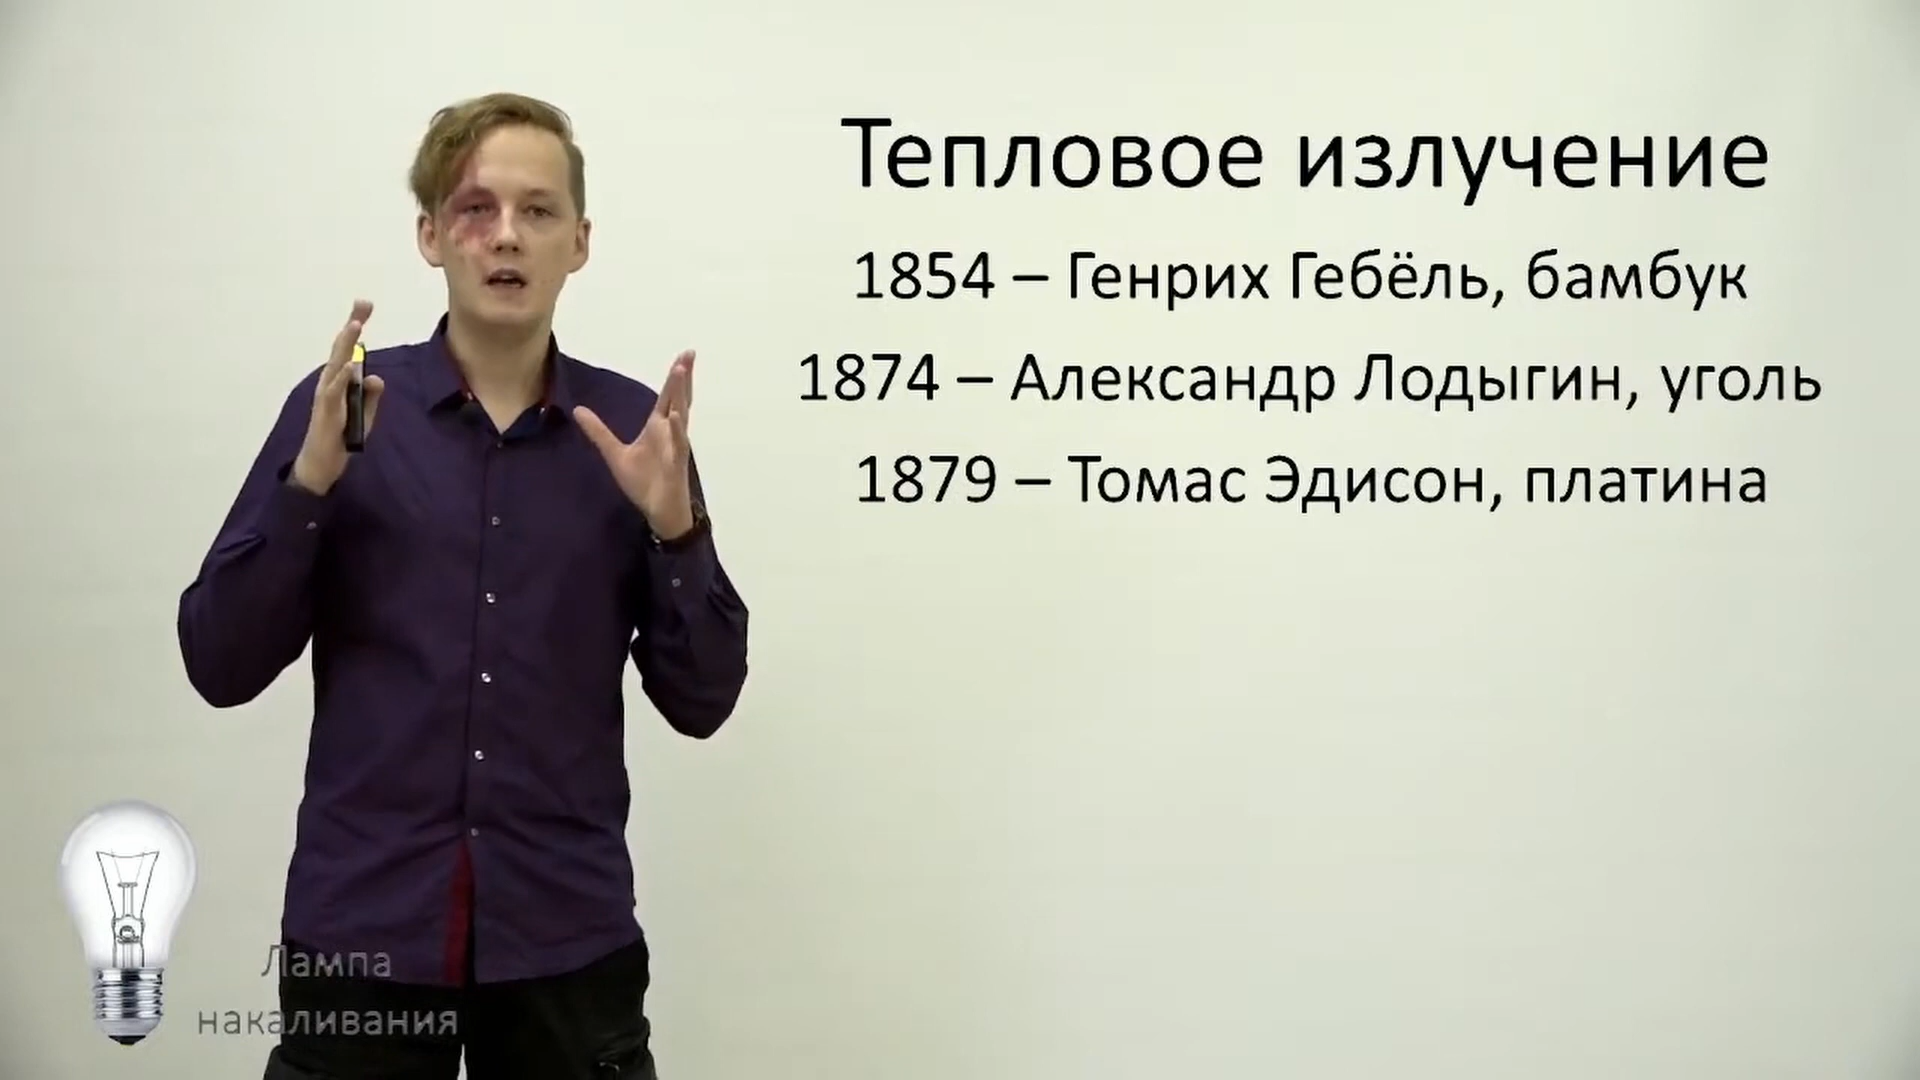 Тепловое излучение
1854 – Генрих Гебёль, бамбук
1874 – Александр Лодыгин, уголь
1879 – Томас Эдисон, платина
Лампа
накаливания